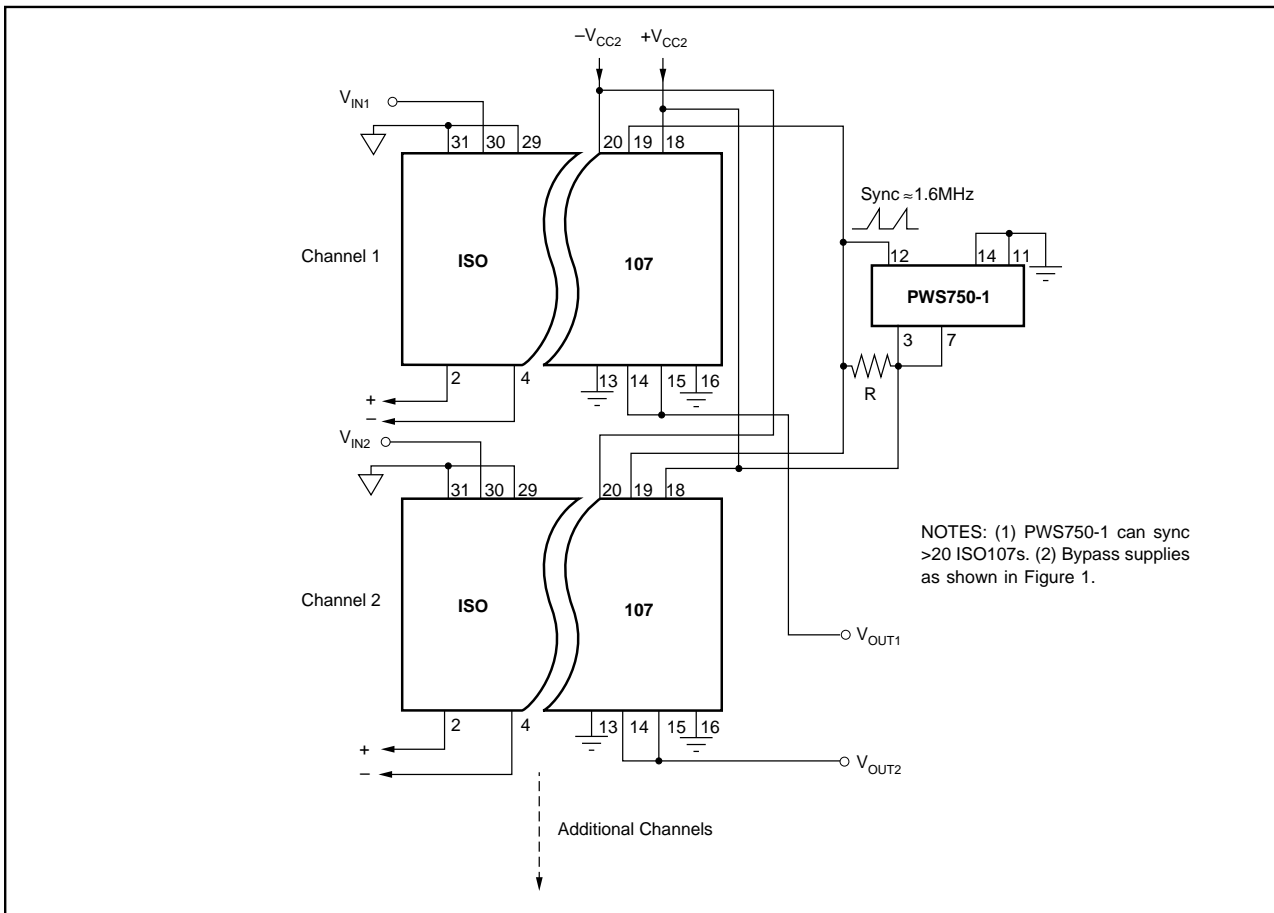 –VCC2 +VCC2
VIN1
31 30 29 20 19 18
Sync ≈1.6MHz
12 14 11
Channel 1 ISO 107
PWS750-1
3 7
R
2 4 13 14 15 16
+
–
VIN2
31 30 29 20 19 18
NOTES: (1) PWS750-1 can sync
>20 ISO107s. (2) Bypass supplies
as shown in Figure 1.
Channel 2 ISO 107
VOUT1
2 4 13 14 15 16
+
–
VOUT2
Additional Channels